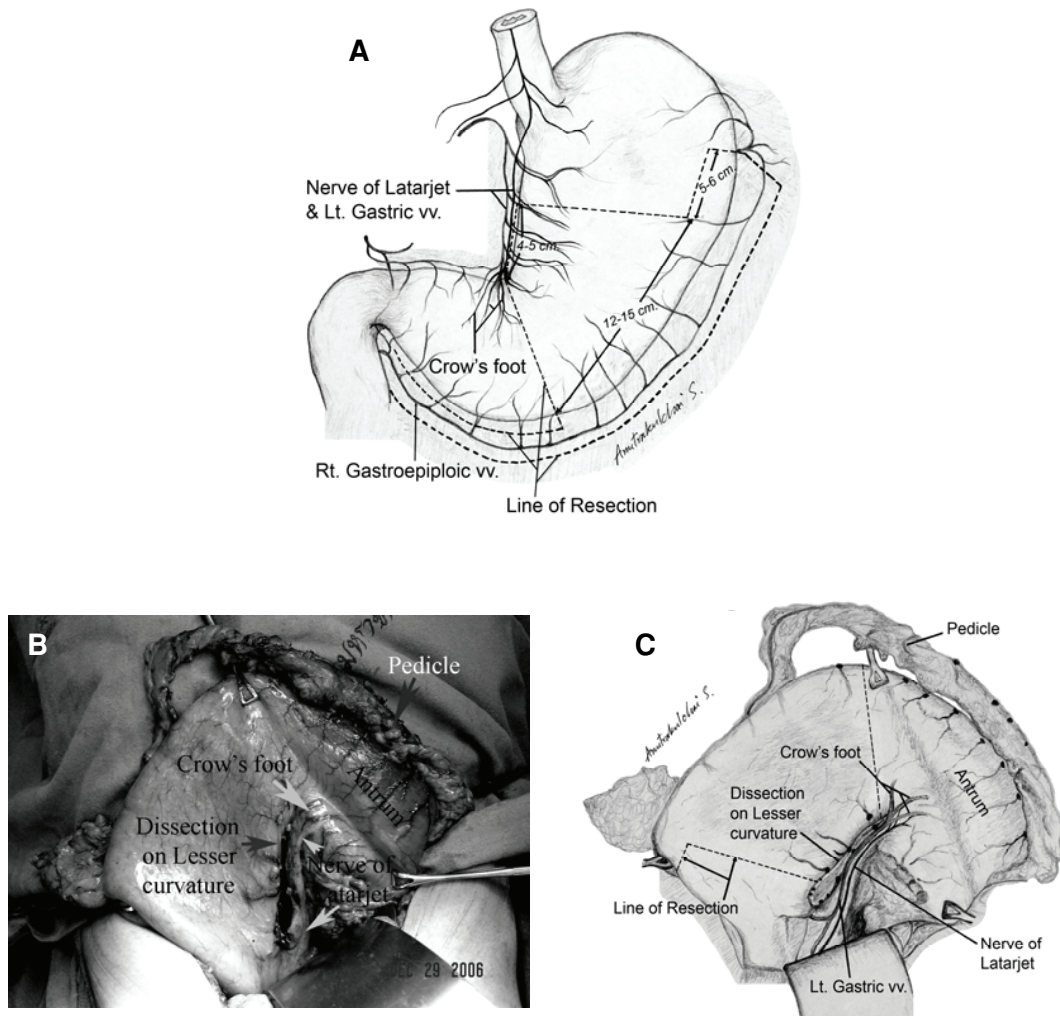 A
Nerve of Latarjet
& Lt. Gastric vv.
5-6 cm.
4-5 cm.
12-15 cm.
Crow's foot
Rt. Gastroepiploic vv.
Line of Resection
B
Pedicle
Crow's foot
Antrum
Dissection
on Lesser
curvature
Nerve of
Latarjet
DEC 29 2006
C
Pedicle
Crow's foot
Dissection
on Lesser
curvature
Antrum
Line of Resection
Nerve of
Latarjet
Lt. Gastric vv.